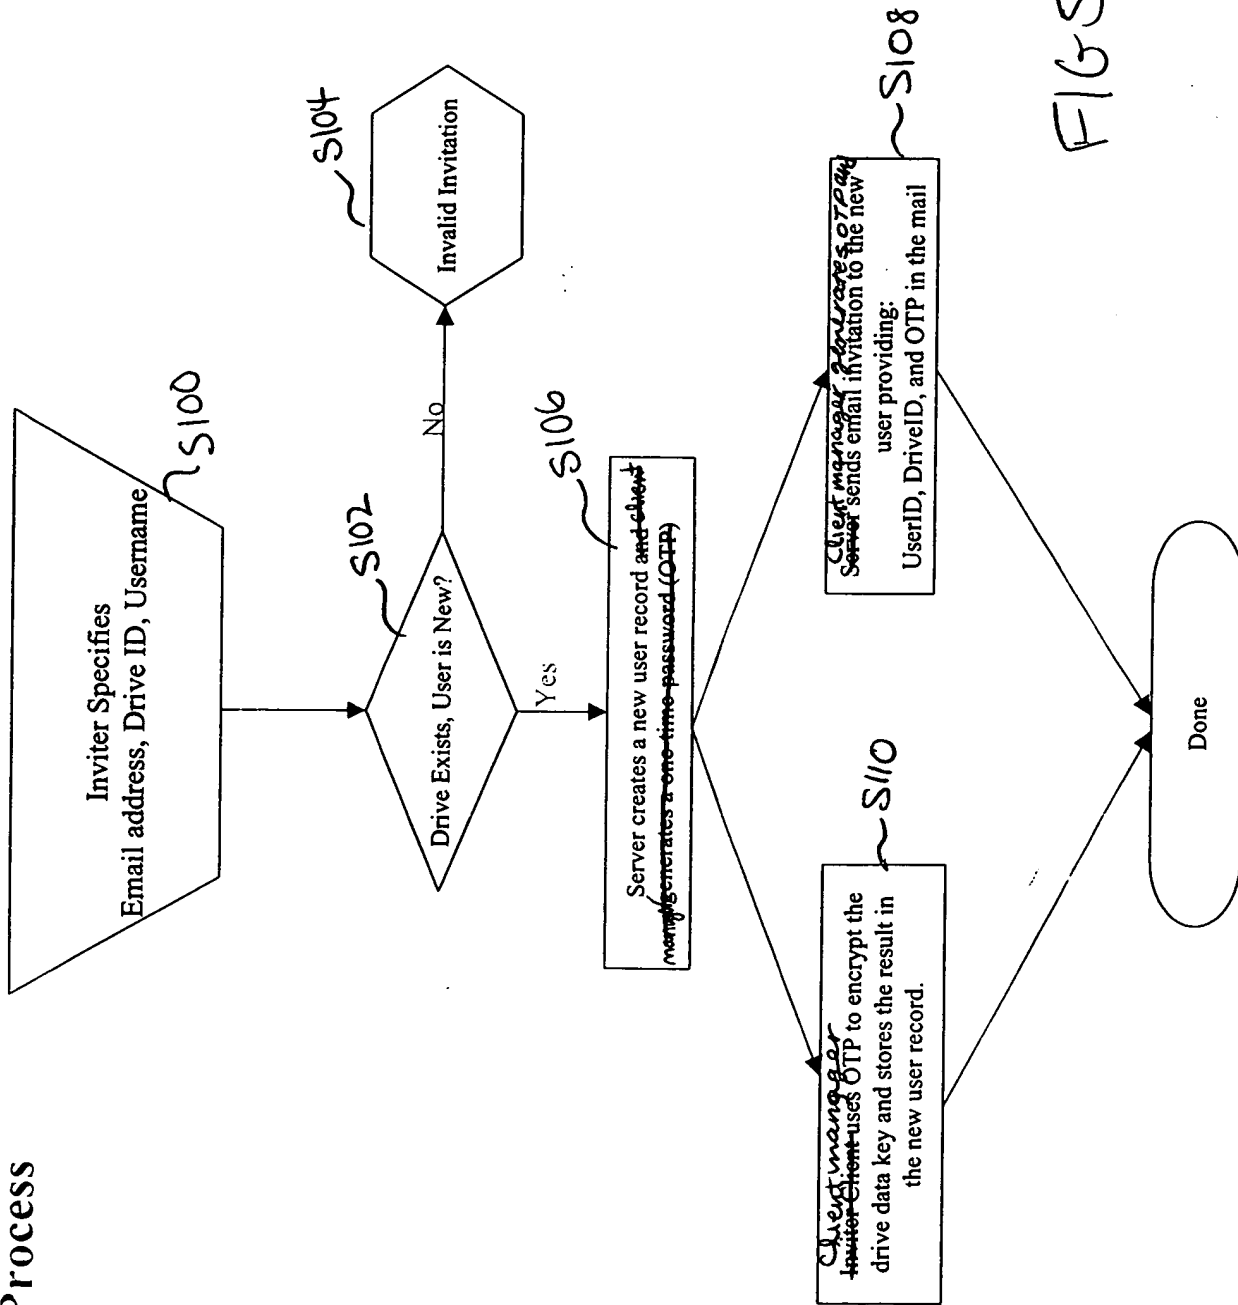 Process
Inviter Specifies
Email address, Drive ID, Username
S100
Drive Exists, User is New?
S102
No
Invalid Invitation
S104
Yes
S106
Server creates a new user record and client
manager generates a one-time password (OTP)
Client manager
Inviter Client uses OTP to encrypt the
drive data key and stores the result in
the new user record.
S110
Client manager generates OTP and
Server sends email invitation to the new
user providing:
UserID, DriveID, and OTP in the mail
S108
Done
FIG 5